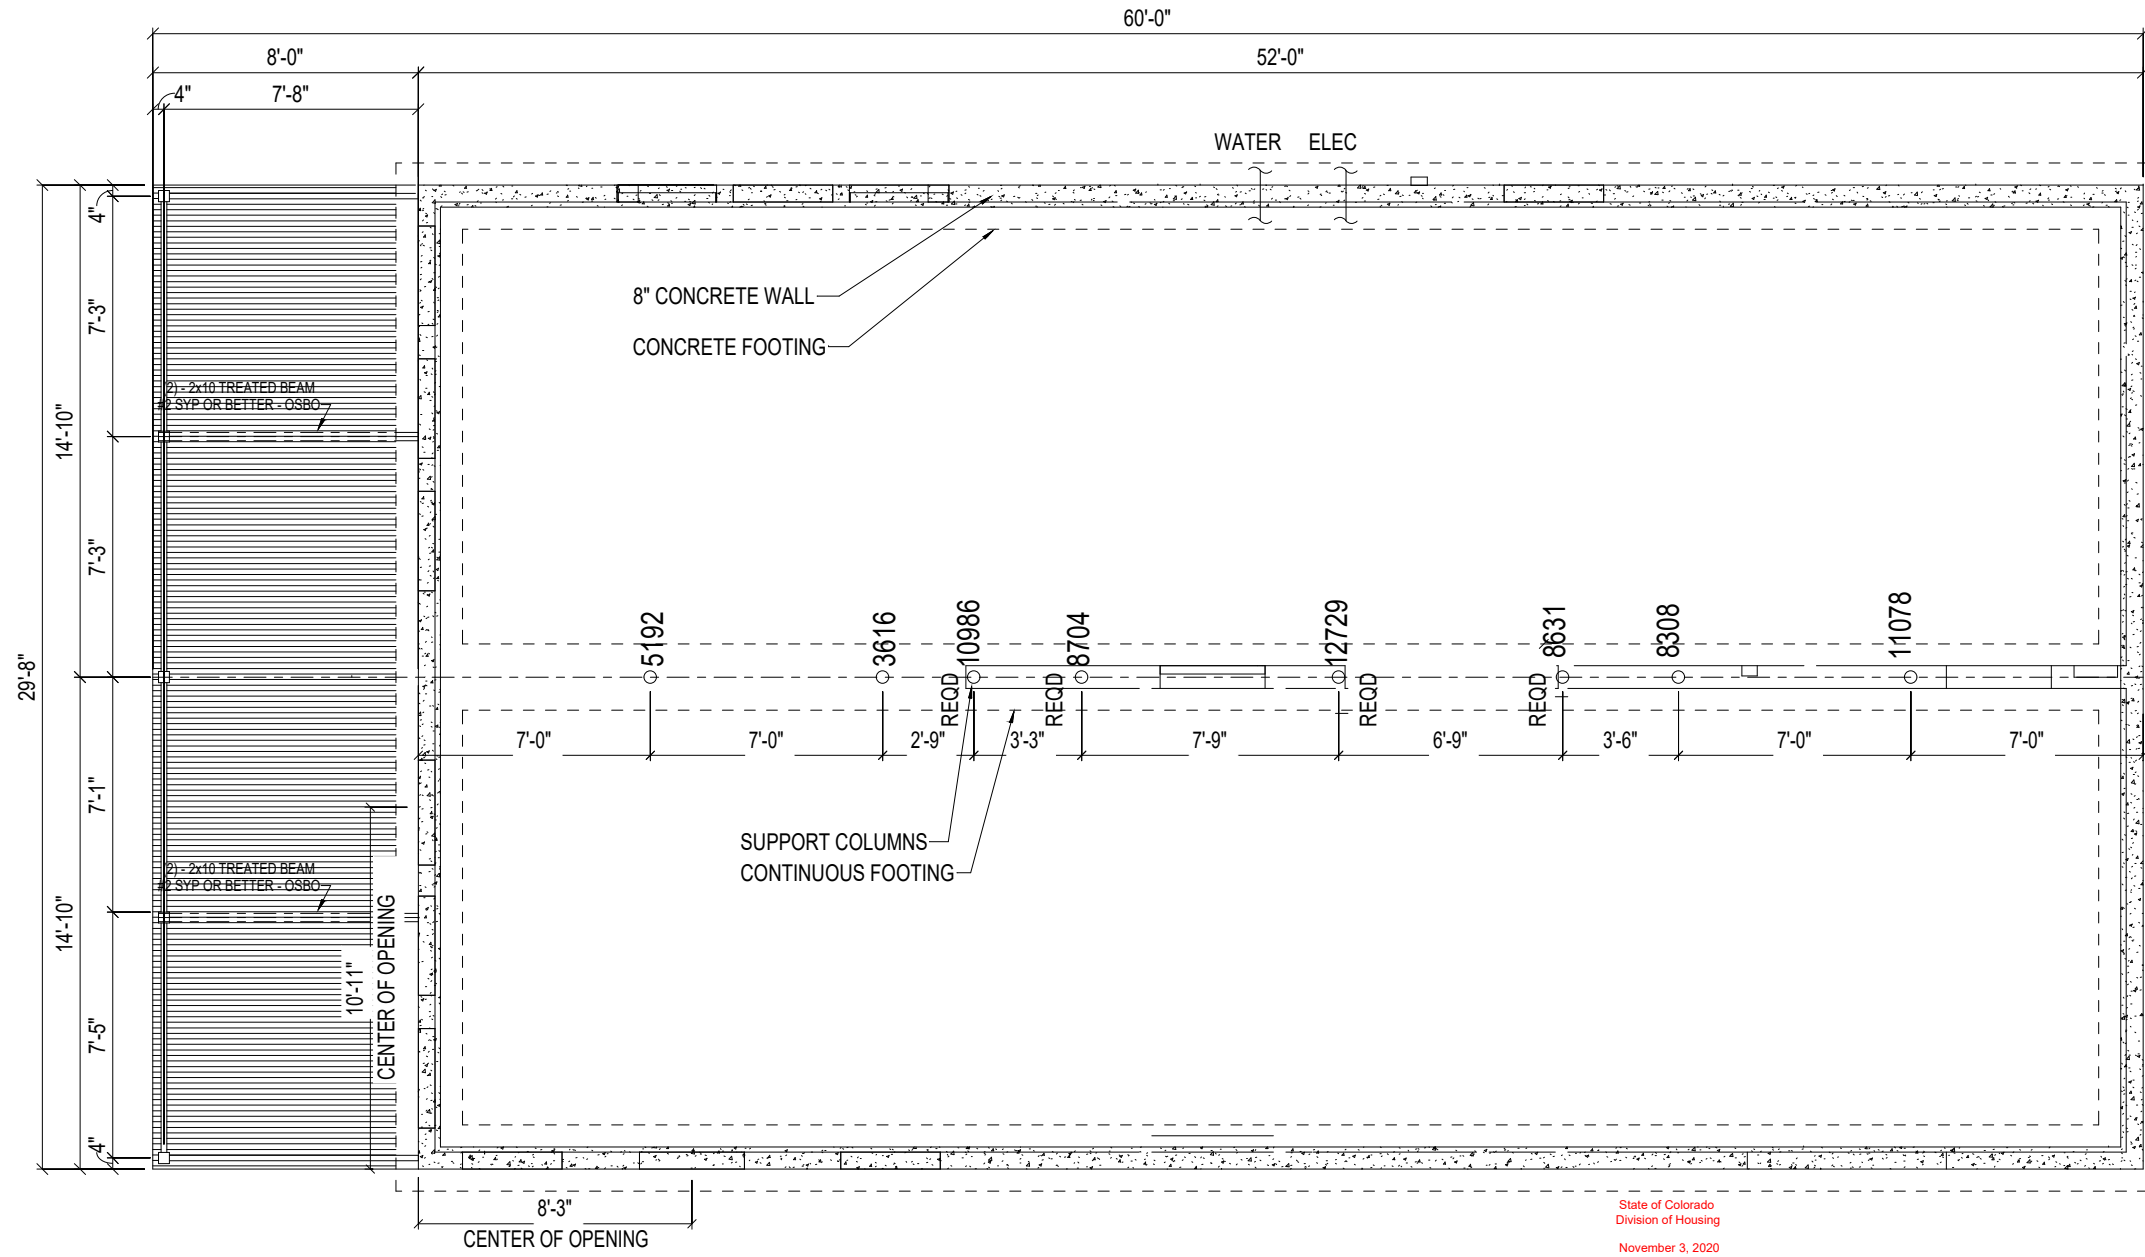 60'-0"
8'-0"
52'-0"
4"
7'-8"
WATER ELEC
4"
7'-3"
8" CONCRETE WALL
CONCRETE FOOTING
2) - 2x10 TREATED BEAM
#2 SYP OR BETTER - OSBO
14'-10"
7'-3"
29'-8"
5192
3616
10986
8704
12729
8631
8308
11078
REQD
REQD
REQD
REQD
7'-0"
7'-0"
2'-9"
3'-3"
7'-9"
6'-9"
3'-6"
7'-0"
7'-0"
7'-1"
SUPPORT COLUMNS
CONTINUOUS FOOTING
2) - 2x10 TREATED BEAM
#2 SYP OR BETTER - OSBO
14'-10"
10'-11"
CENTER OF OPENING
7'-5"
4"
8'-3"
CENTER OF OPENING
State of Colorado
Division of Housing
November 3, 2020